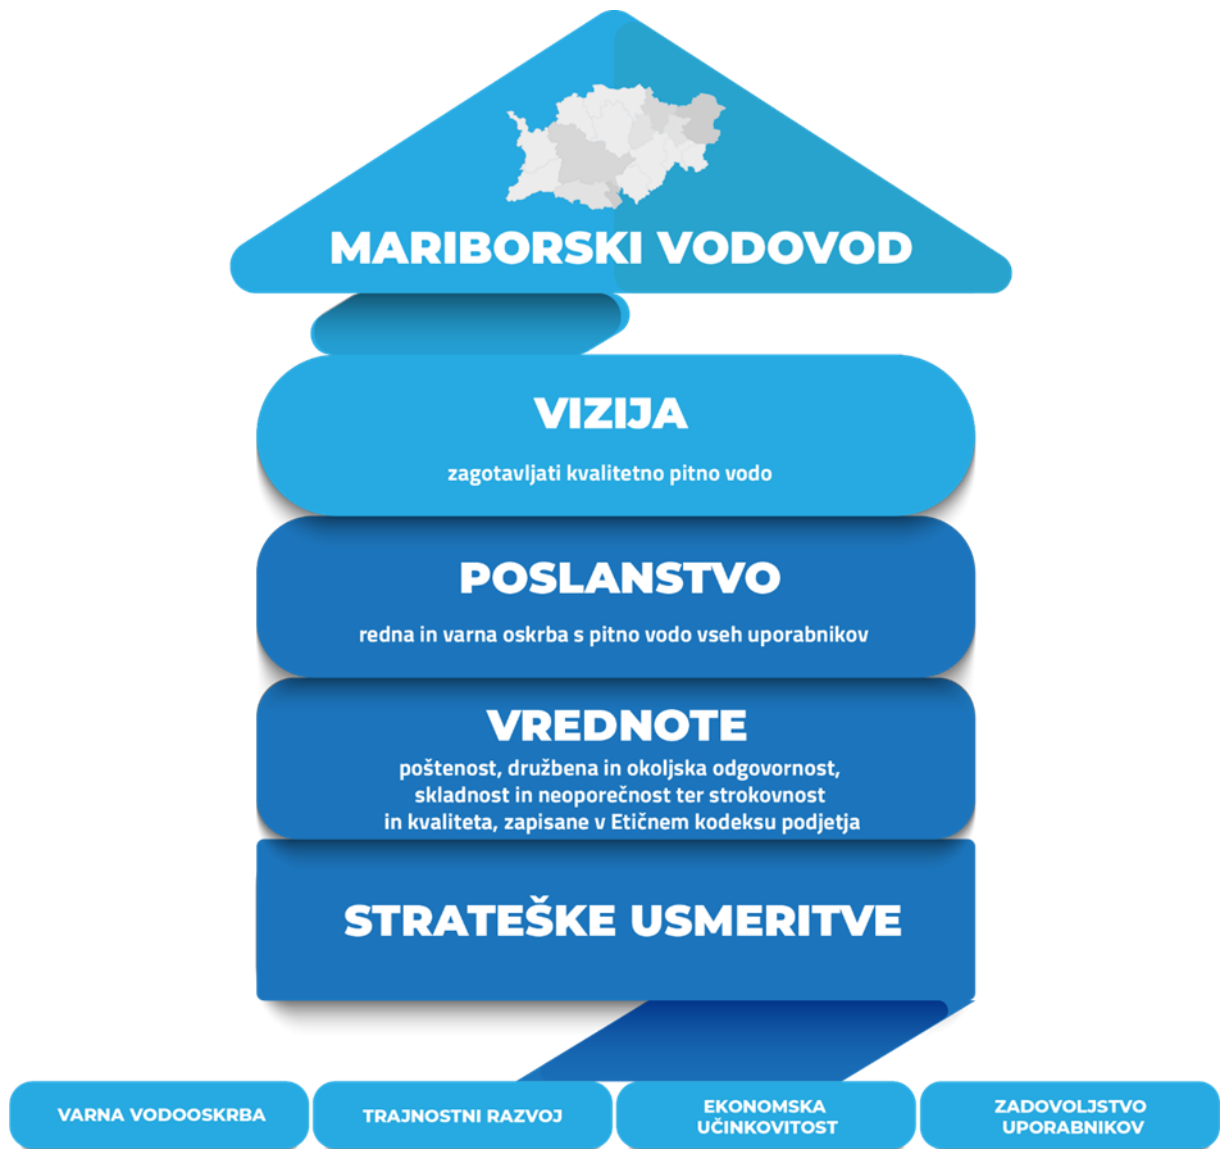 MARIBORSKI VODOVOD
VIZIJA
zagotavljati kvalitetno pitno vodo
POSLANSTVO
redna in varna oskrba s pitno vodo vseh uporabnikov
VREDNOTE
poštenost, družbena in okoljska odgovornost,
skladnost in neoporečnost ter strokovnost
in kvaliteta, zapisane v Etičnem kodeksu podjetja
STRATEŠKE USMERITVE
VARNA VODOOSKRBA
TRAJNOSTNI RAZVOJ
EKONOMSKA
UČINKOVITOST
ZADOVOLJSTVO
UPORABNIKOV